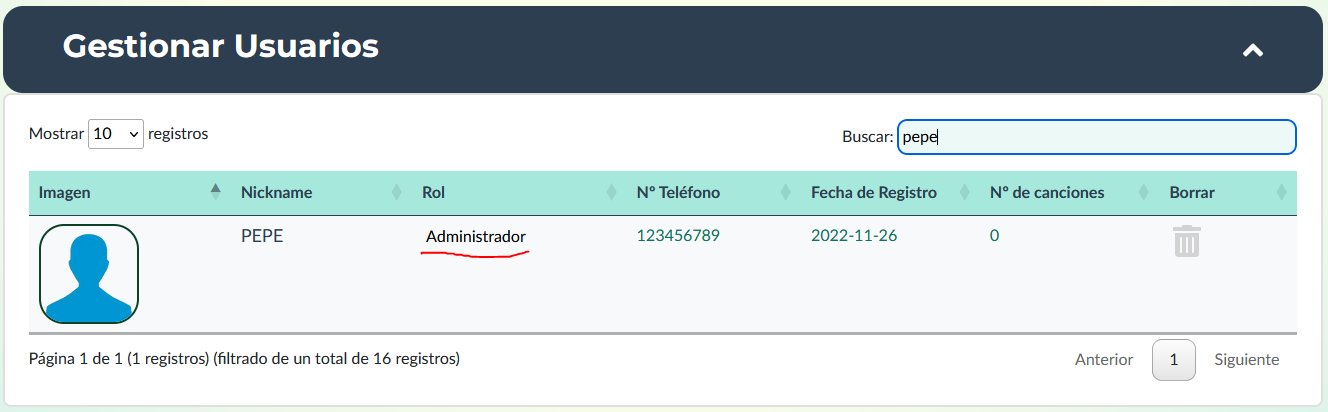 Gestionar Usuarios
Mostrar 10 registros
Buscar: pepe
Imagen Nickname Rol Nº Teléfono Fecha de Registro Nº de canciones Borrar
PEPE Administrador 123456789 2022-11-26 0
Página 1 de 1 (1 registros) (filtrado de un total de 16 registros)
Anterior 1 Siguiente